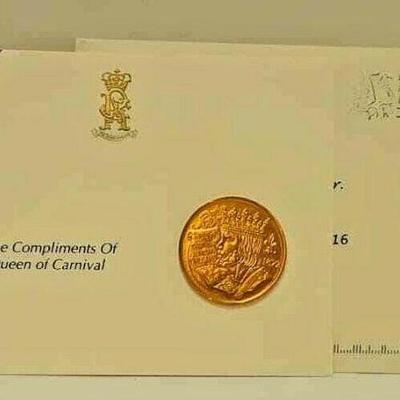 e Compliments Of
ueen of Carnival
r.
16